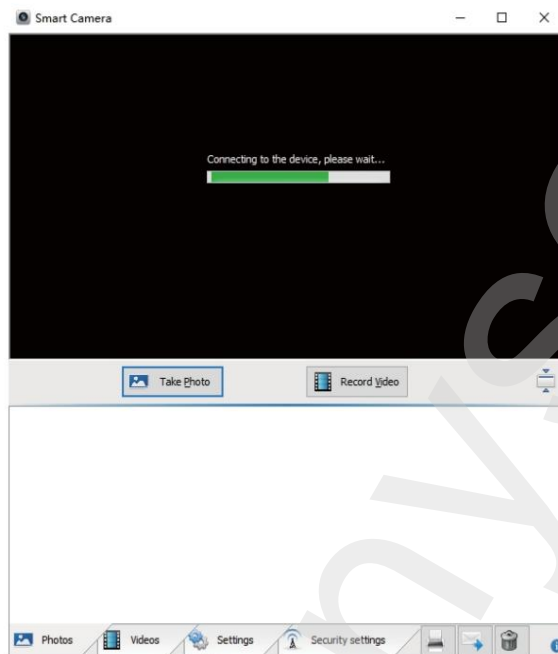 Smart Camera
Connecting to the device, please wait...
Take Photo
Record Video
Photos
Videos
Settings
Security settings